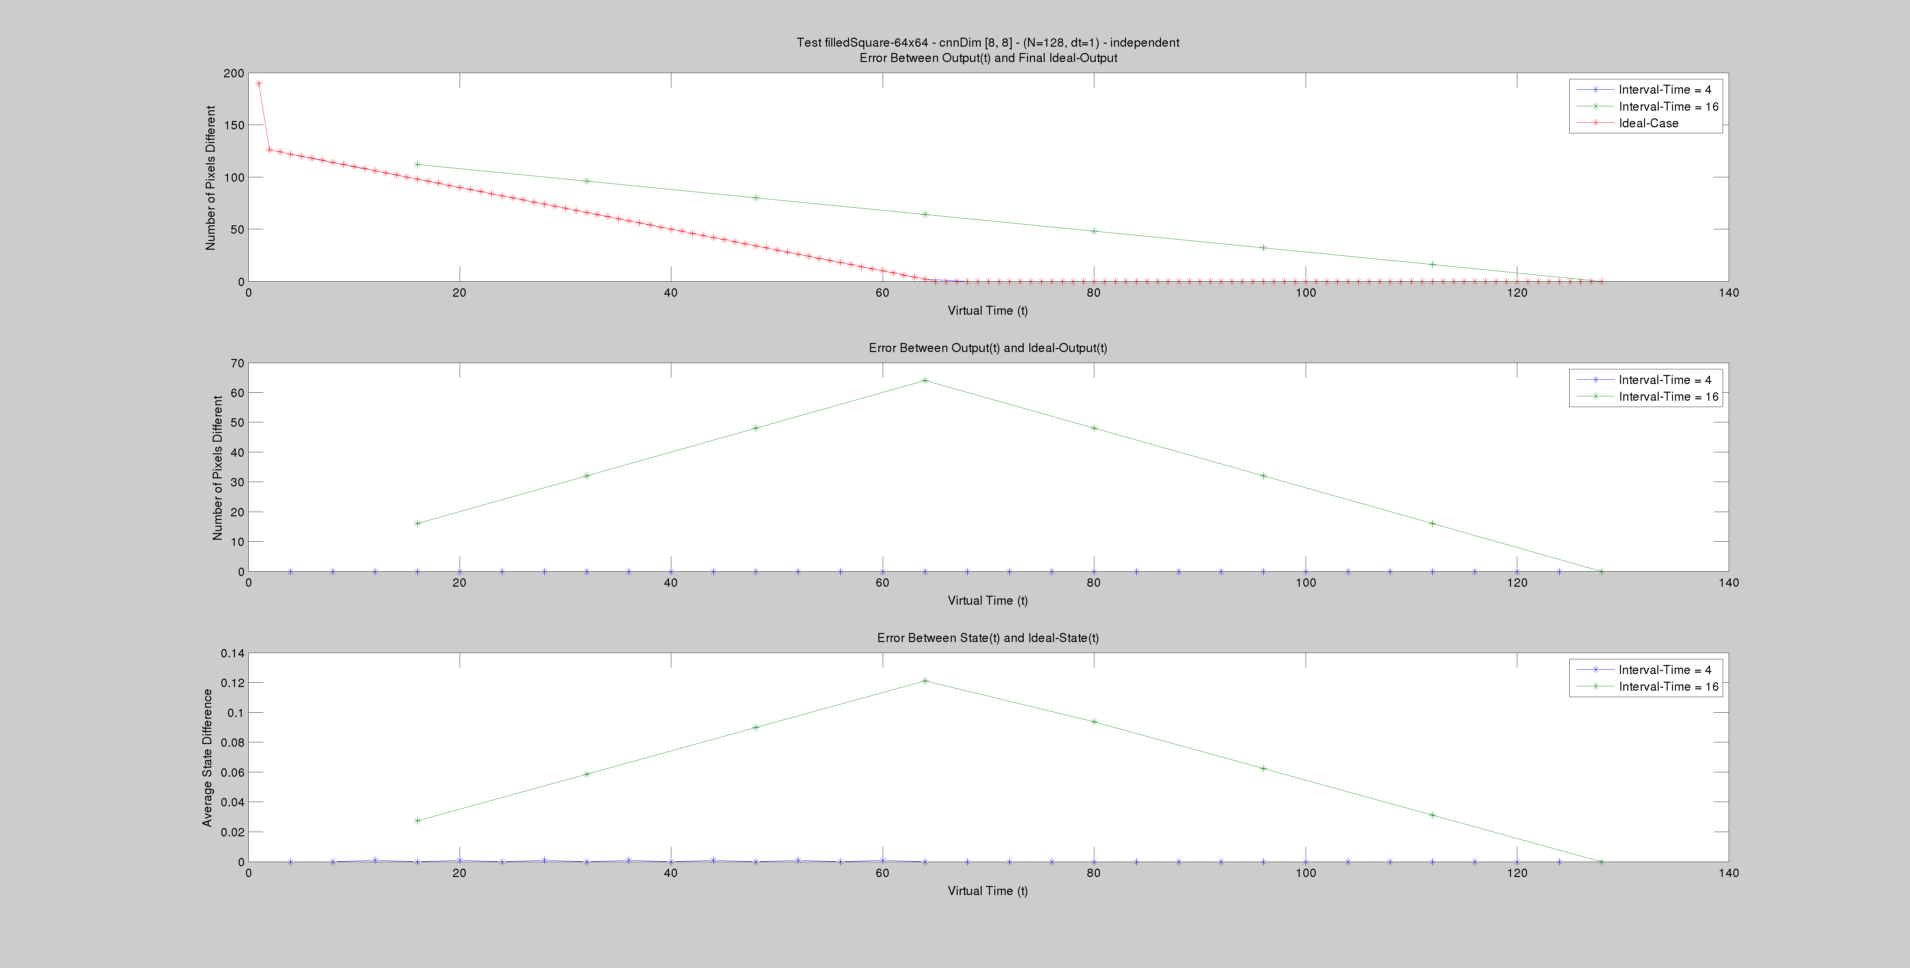 Test filledSquare-64x64 - cnnDim [8, 8] - (N=128, dt=1) - independent
Error Between Output(t) and Final Ideal-Output
Number of Pixels Different
200
150
100
50
0
Interval-Time = 4
Interval-Time = 16
Ideal-Case
0 20 40 60 80 100 120 140
Virtual Time (t)
Error Between Output(t) and Ideal-Output(t)
Number of Pixels Different
70
60
50
40
30
20
10
0
Interval-Time = 4
Interval-Time = 16
0 20 40 60 80 100 120 140
Virtual Time (t)
Error Between State(t) and Ideal-State(t)
Average State Difference
0.14
0.12
0.1
0.08
0.06
0.04
0.02
0
Interval-Time = 4
Interval-Time = 16
0 20 40 60 80 100 120 140
Virtual Time (t)